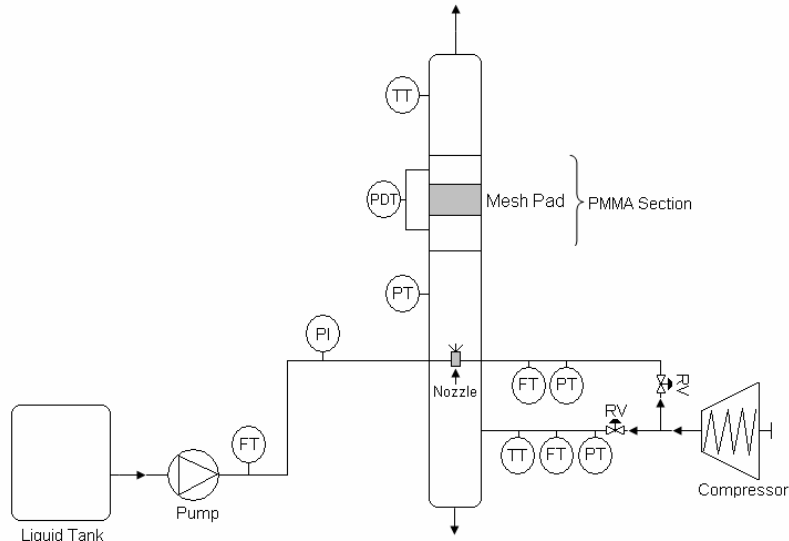 TT
PDT
Mesh Pad
PMMA Section
PT
PI
Nozzle
FT
PT
RV
RV
FT
TT
FT
PT
Compressor
Pump
Liquid Tank